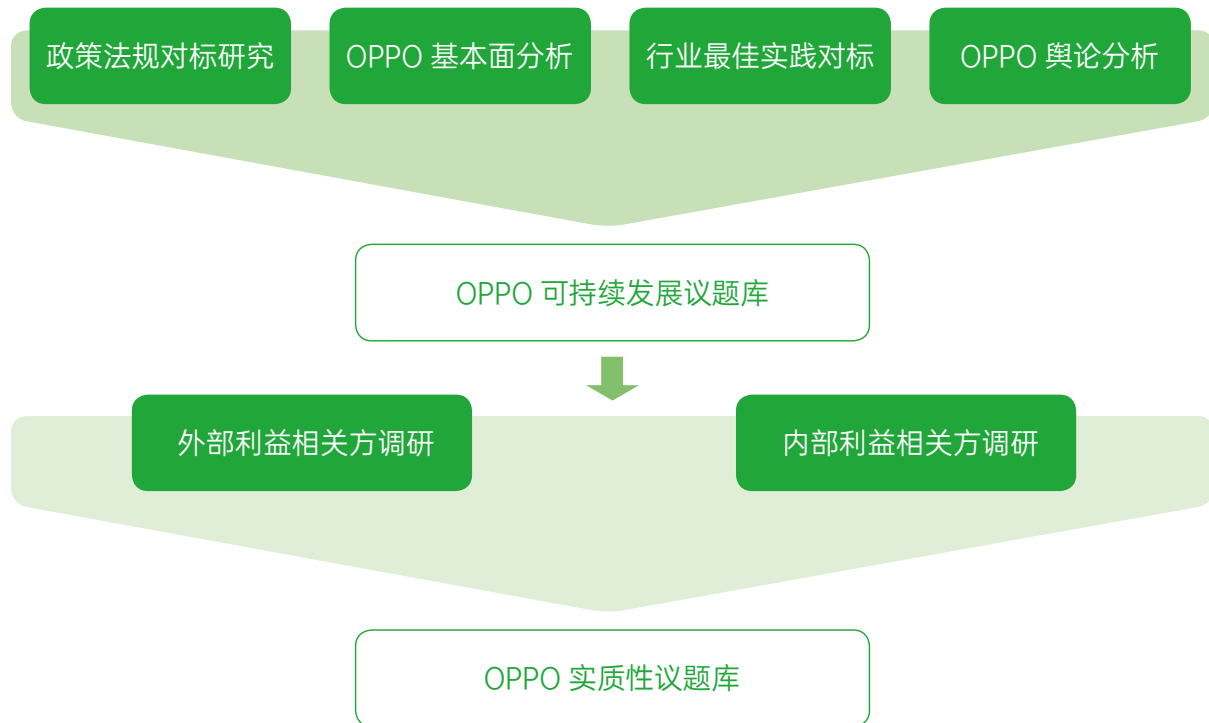 政策法规对标研究
OPPO 基本面分析
行业最佳实践对标
OPPO 舆论分析
OPPO 可持续发展议题库
外部利益相关方调研
内部利益相关方调研
OPPO 实质性议题库